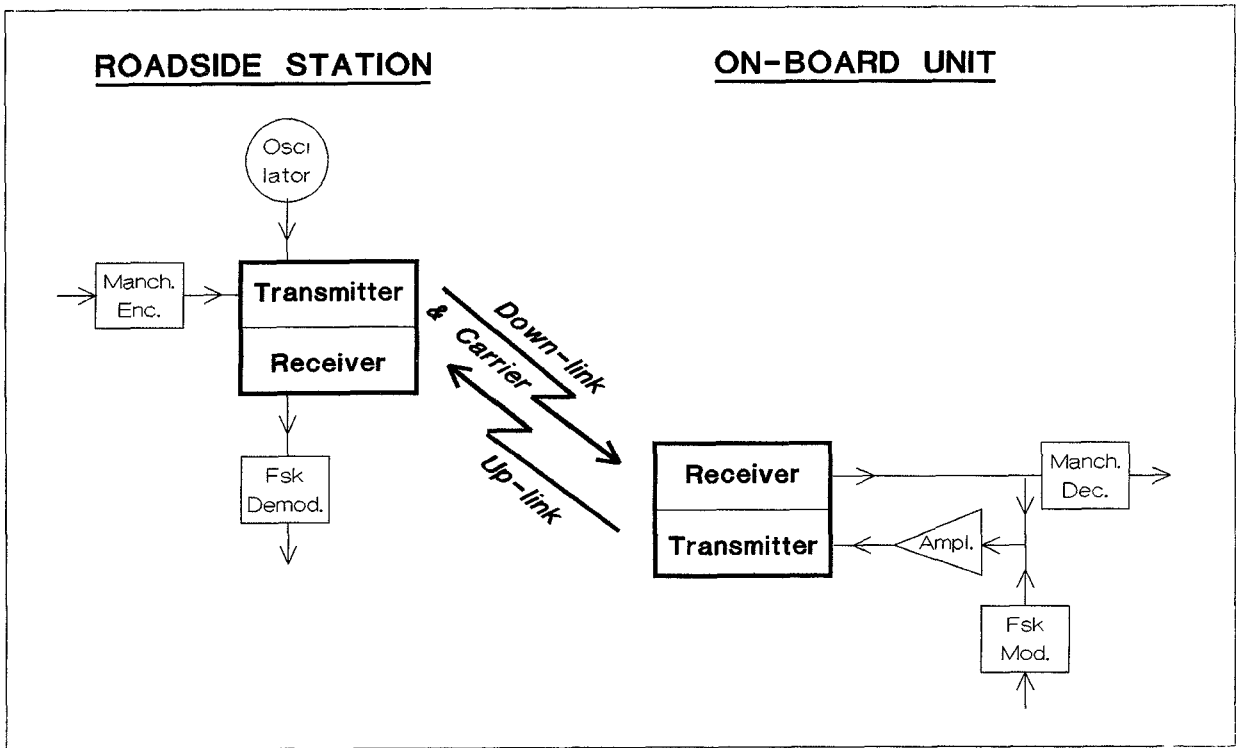 ROADSIDE STATION
ON-BOARD UNIT
Osci
lator
Manch.
Enc.
Transmitter
Receiver
Down-link
& Carrier
Up-link
Fsk
Demod.
Receiver
Transmitter
Manch.
Dec.
Ampl.
Fsk
Mod.